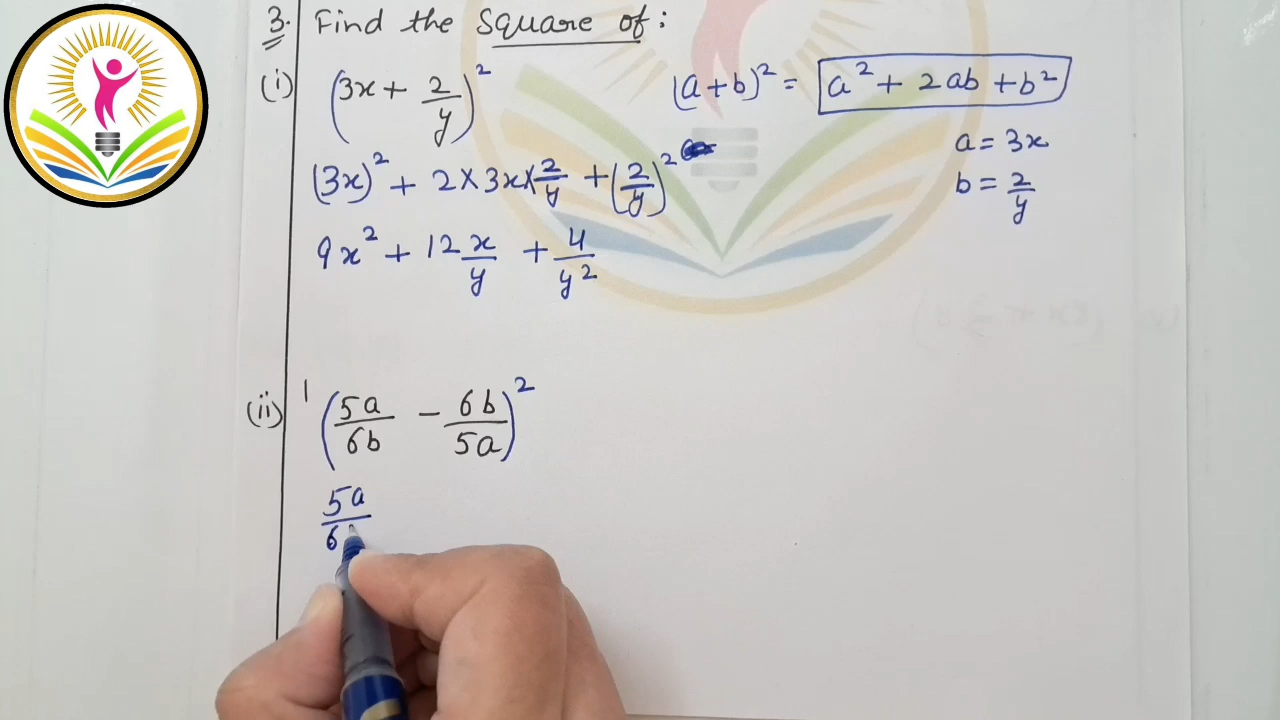 3. Find the Square of:
(i) (3x + 2/y)² (a+b)² = a² + 2ab + b²
a = 3x
(3x)² + 2 × 3x × 2/y + (2/y)²
b = 2/y
9x² + 12 x/y + 4/y²
(ii) (5a/6b - 6b/5a)²
5a/6